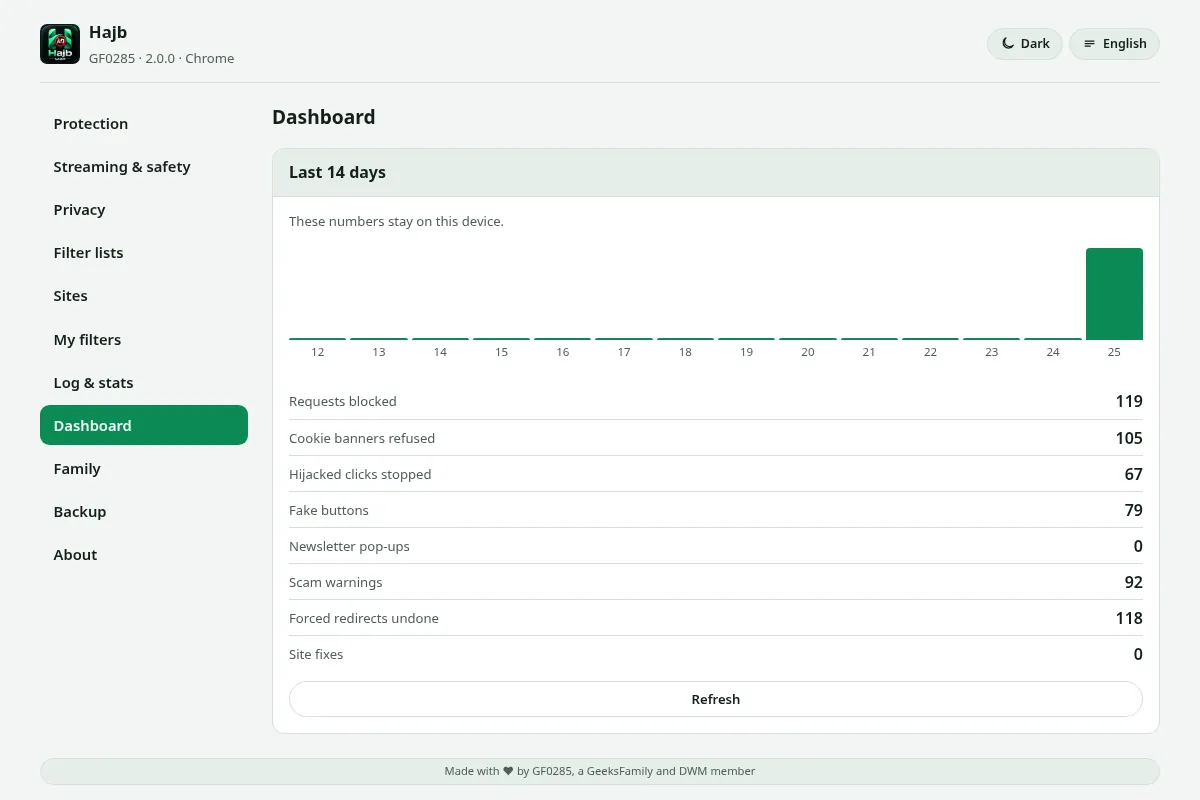 Hajb
Hajb
GF0285 · 2.0.0 · Chrome
Dark
English
Protection
Streaming & safety
Privacy
Filter lists
Sites
My filters
Log & stats
Dashboard
Family
Backup
About
Dashboard
Last 14 days
These numbers stay on this device.
12 13 14 15 16 17 18 19 20 21 22 23 24 25
Requests blocked 119
Cookie banners refused 105
Hijacked clicks stopped 67
Fake buttons 79
Newsletter pop-ups 0
Scam warnings 92
Forced redirects undone 118
Site fixes 0
Refresh
Made with ♥ by GF0285, a GeeksFamily and DWM member